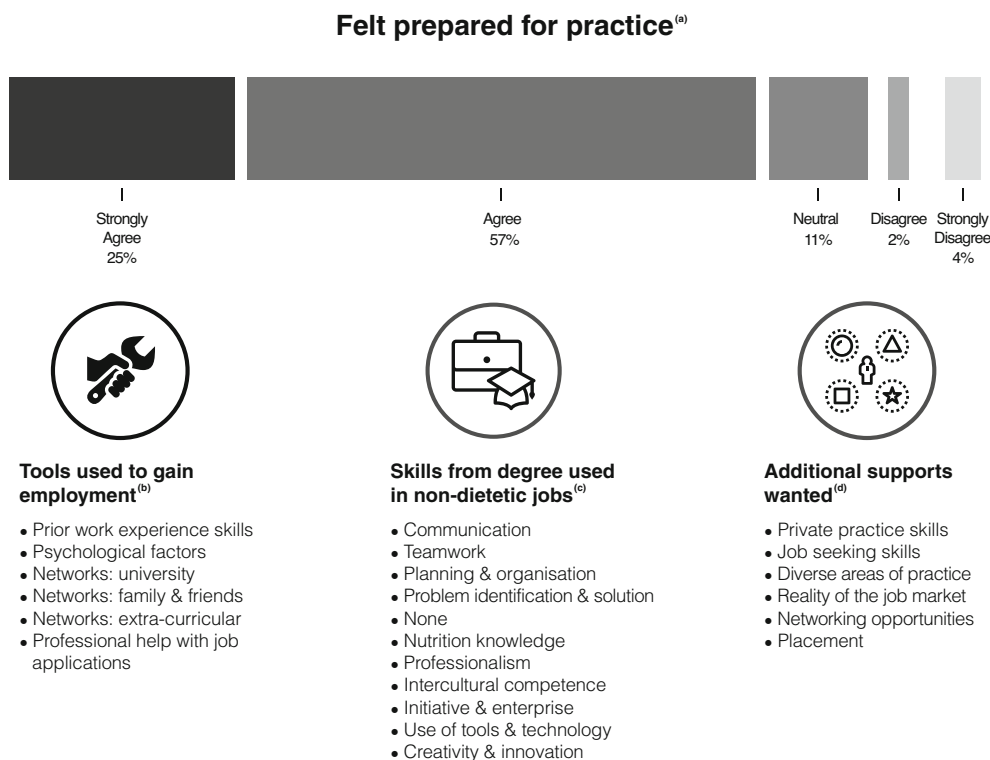 Felt prepared for practice(a)
Strongly
Agree
25%
Agree
57%
Neutral
11%
Disagree
2%
Strongly
Disagree
4%
Tools used to gain
employment(b)
• Prior work experience skills
• Psychological factors
• Networks: university
• Networks: family & friends
• Networks: extra-curricular
• Professional help with job
applications
Skills from degree used
in non-dietetic jobs(c)
• Communication
• Teamwork
• Planning & organisation
• Problem identification & solution
• None
• Nutrition knowledge
• Professionalism
• Intercultural competence
• Initiative & enterprise
• Use of tools & technology
• Creativity & innovation
Additional supports
wanted(d)
• Private practice skills
• Job seeking skills
• Diverse areas of practice
• Reality of the job market
• Networking opportunities
• Placement